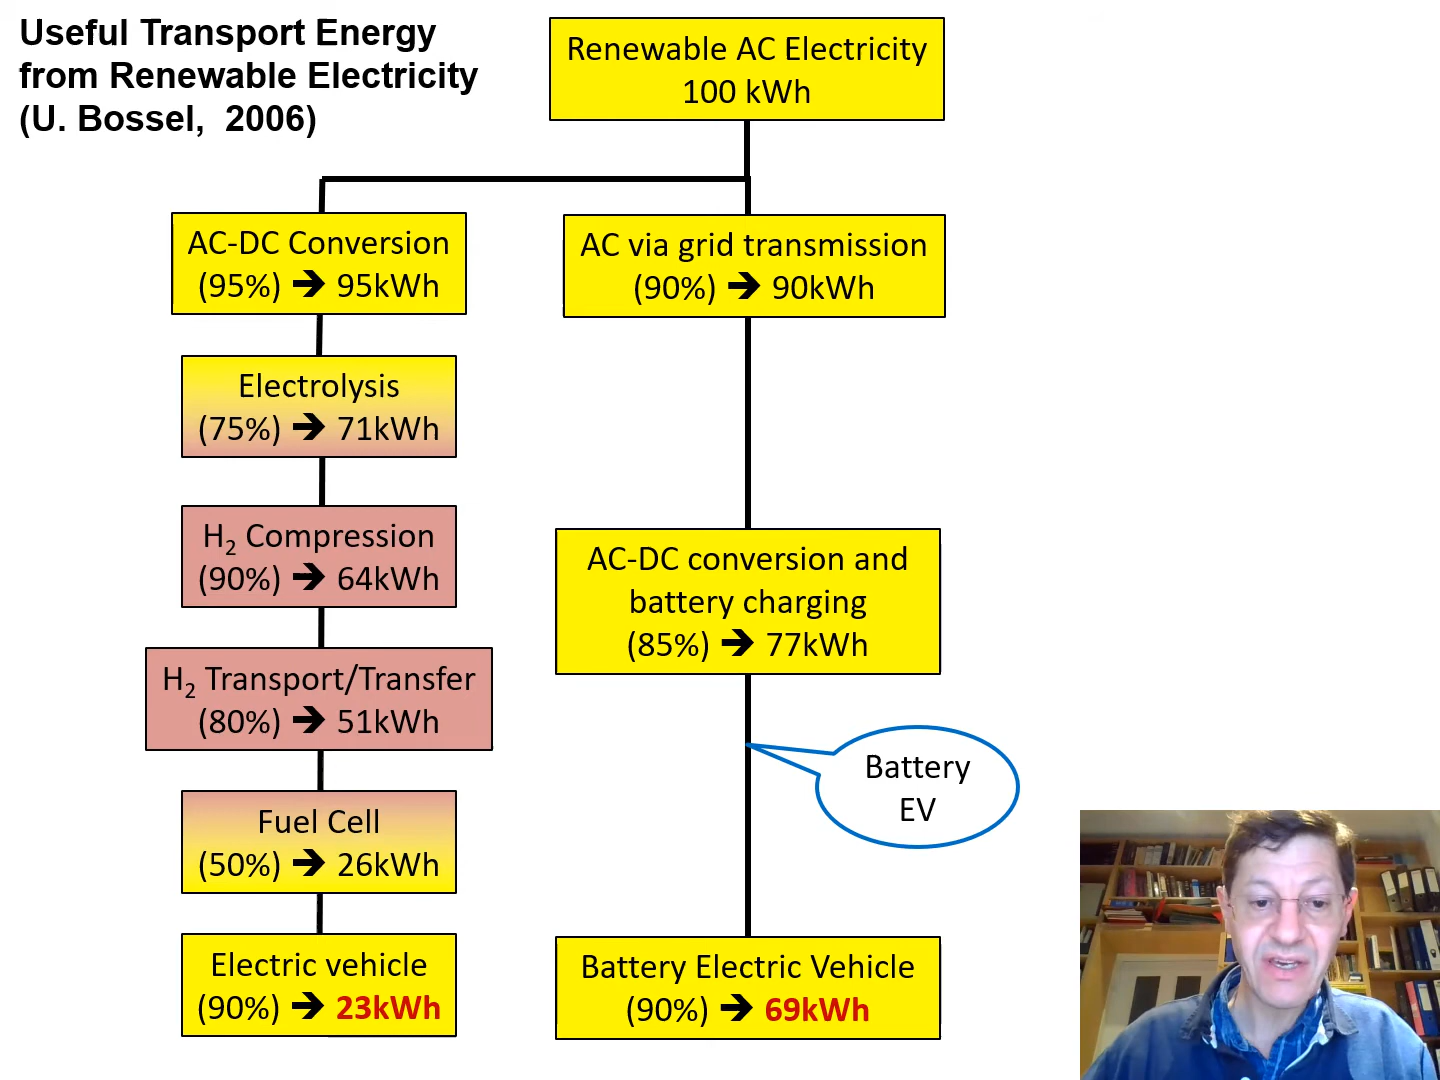 Useful Transport Energy
from Renewable Electricity
(U. Bossel, 2006)
Renewable AC Electricity
100 kWh
AC-DC Conversion
(95%) ➔ 95kWh
Electrolysis
(75%) ➔ 71kWh
H₂ Compression
(90%) ➔ 64kWh
H₂ Transport/Transfer
(80%) ➔ 51kWh
Fuel Cell
(50%) ➔ 26kWh
Electric vehicle
(90%) ➔ 23kWh
AC via grid transmission
(90%) ➔ 90kWh
AC-DC conversion and
battery charging
(85%) ➔ 77kWh
Battery
EV
Battery Electric Vehicle
(90%) ➔ 69kWh